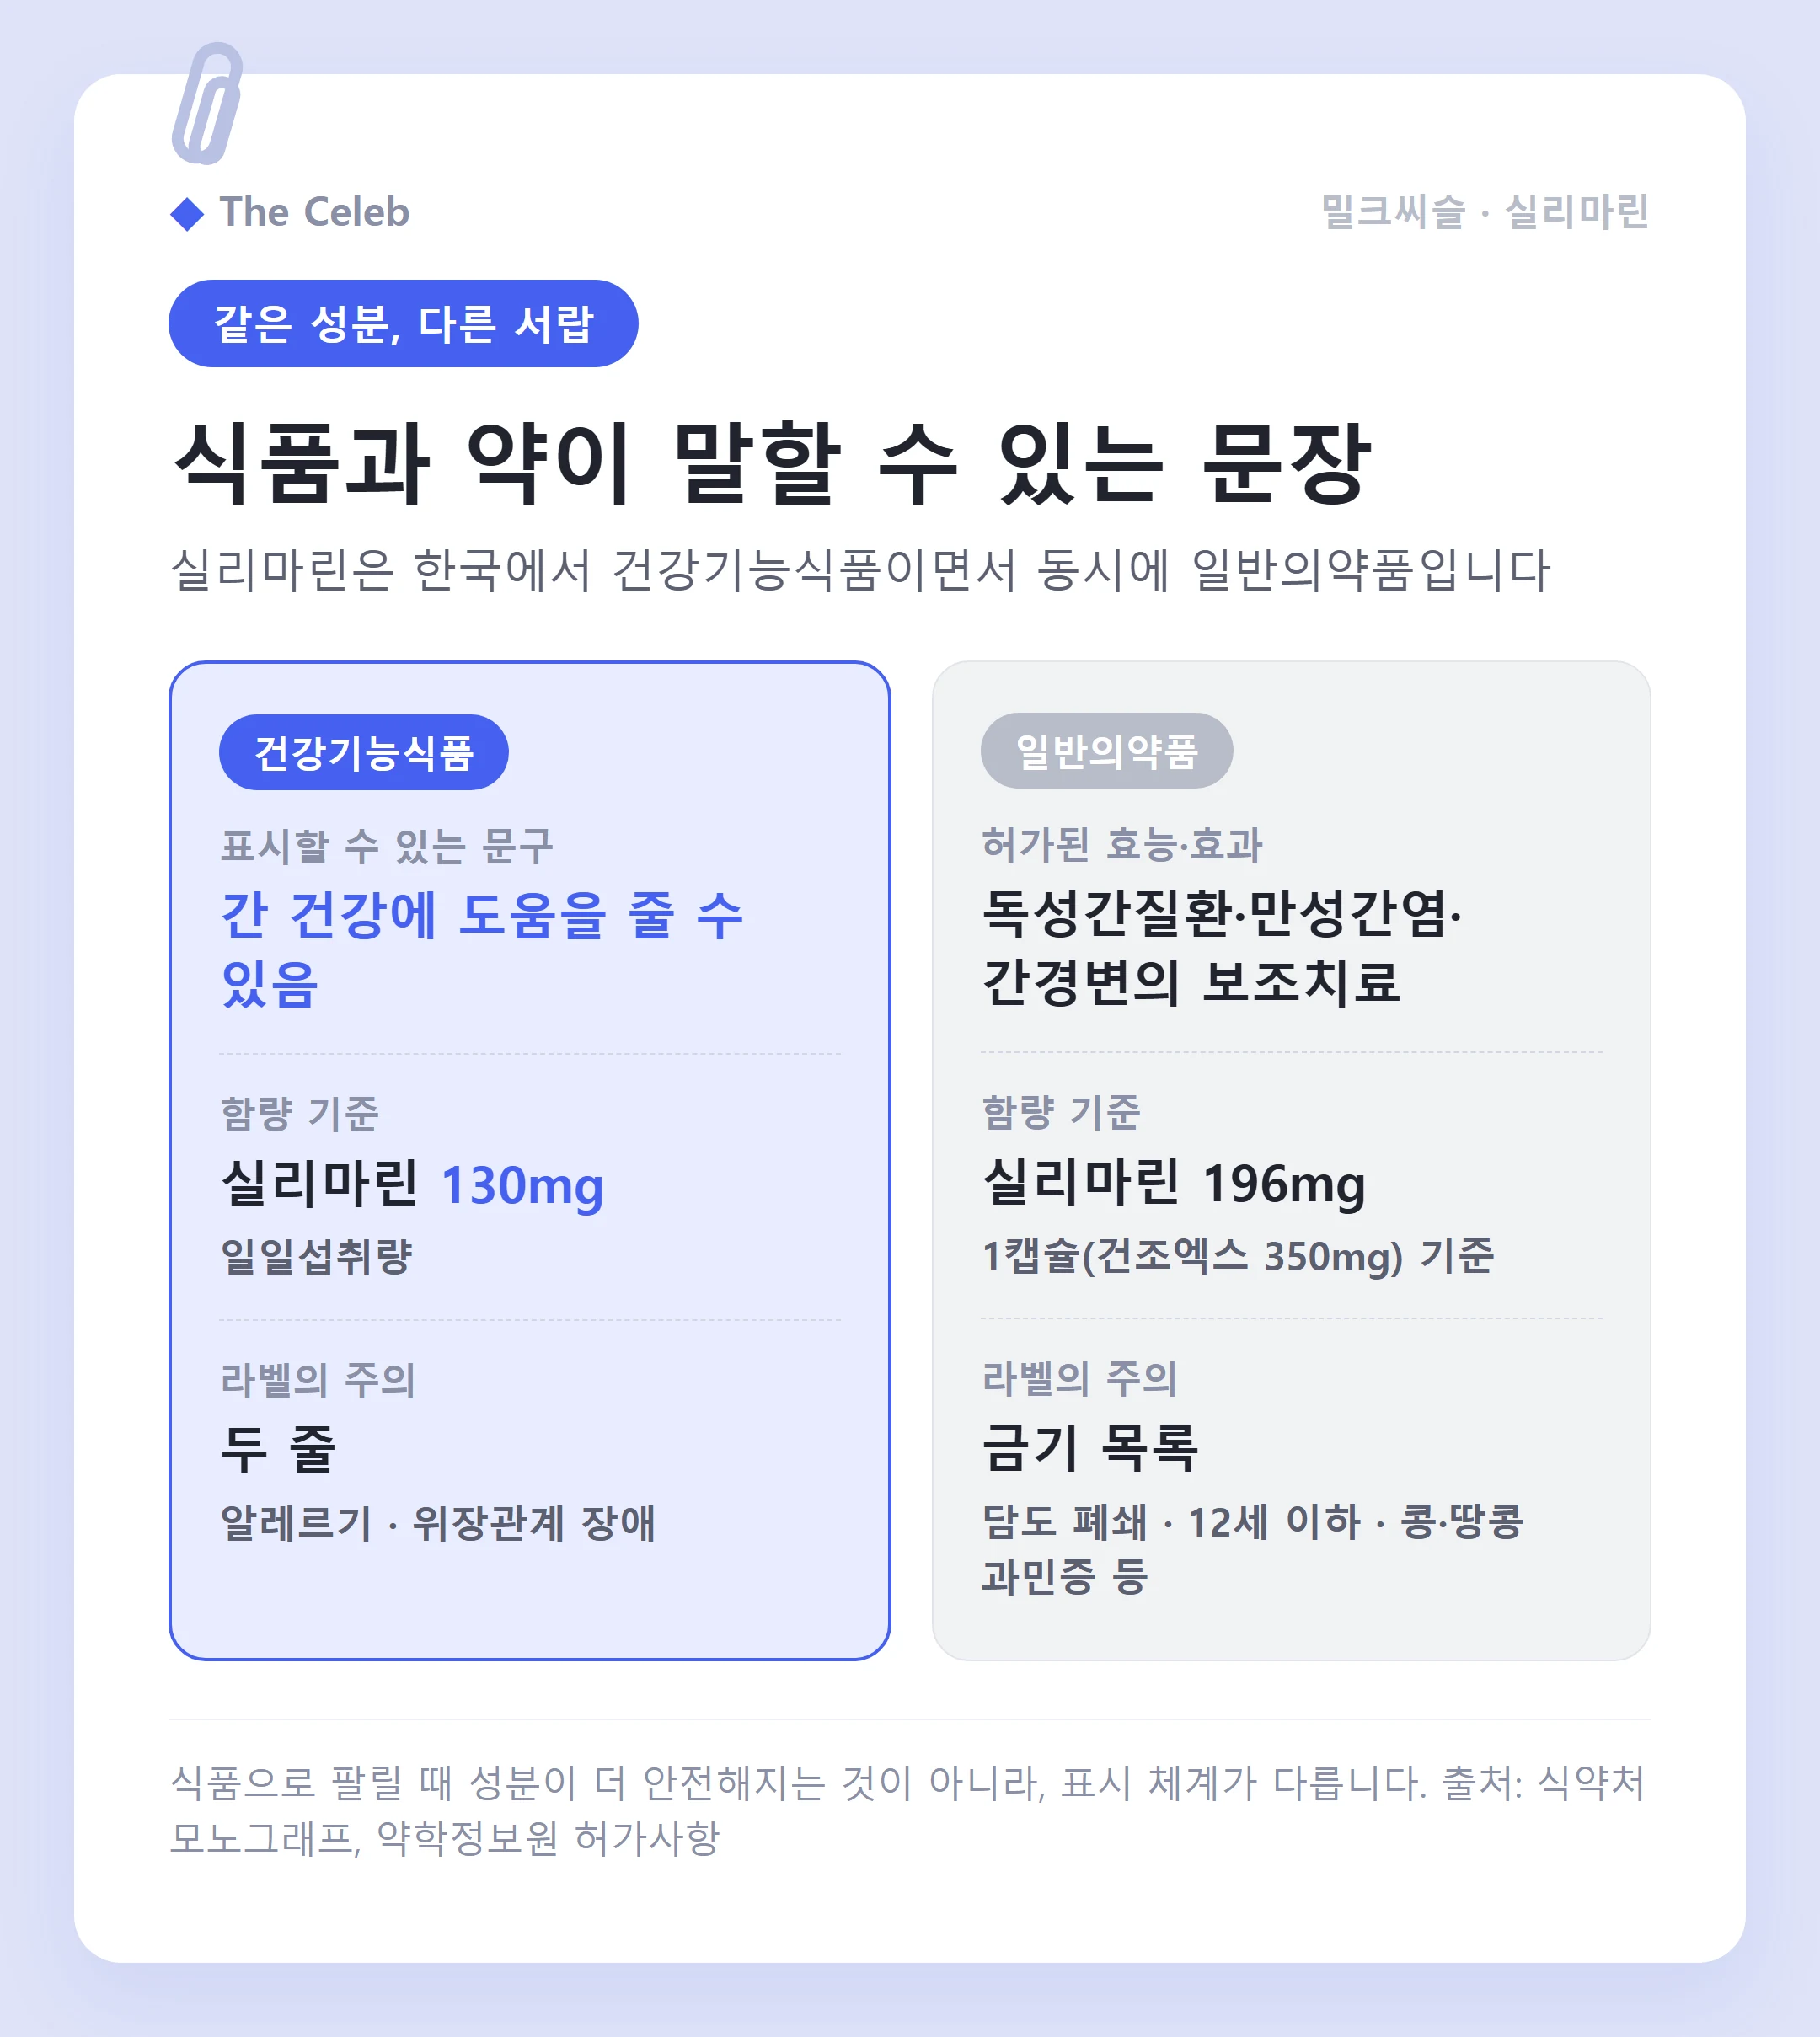 The Celeb
밀크씨슬 · 실리마린
같은 성분, 다른 서랍
식품과 약이 말할 수 있는 문장
실리마린은 한국에서 건강기능식품이면서 동시에 일반의약품입니다
건강기능식품
표시할 수 있는 문구
간 건강에 도움을 줄 수
있음
함량 기준
실리마린 130mg
일일섭취량
라벨의 주의
두 줄
알레르기 · 위장관계 장애
일반의약품
허가된 효능·효과
독성간질환·만성간염·
간경변의 보조치료
함량 기준
실리마린 196mg
1캡슐(건조엑스 350mg) 기준
라벨의 주의
금기 목록
담도 폐쇄 · 12세 이하 · 콩·땅콩
과민증 등
식품으로 팔릴 때 성분이 더 안전해지는 것이 아니라, 표시 체계가 다릅니다. 출처: 식약처
모노그래프, 약학정보원 허가사항